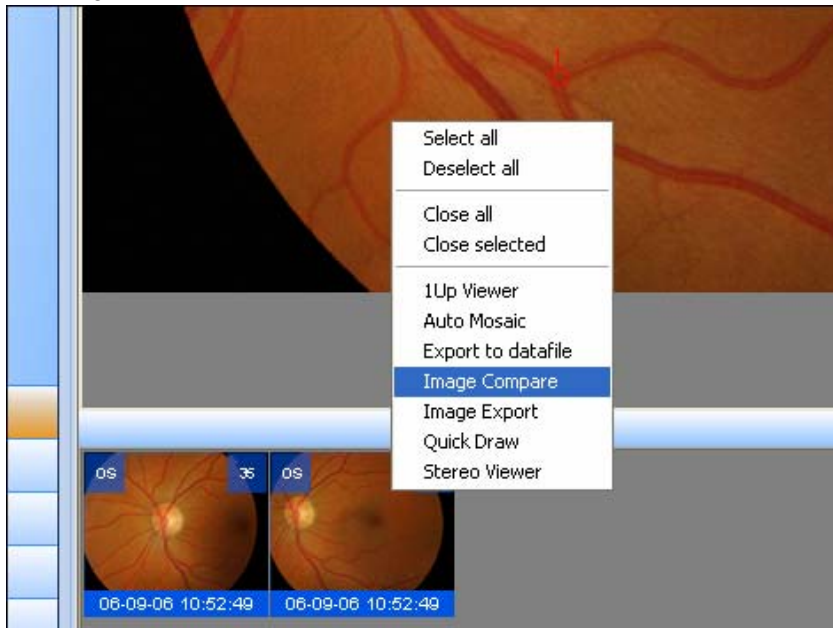 Select all
Deselect all
Close all
Close selected
1Up Viewer
Auto Mosaic
Export to datafile
Image Compare
Image Export
Quick Draw
Stereo Viewer
OS 35 OS
06-09-06 10:52:49 06-09-06 10:52:49